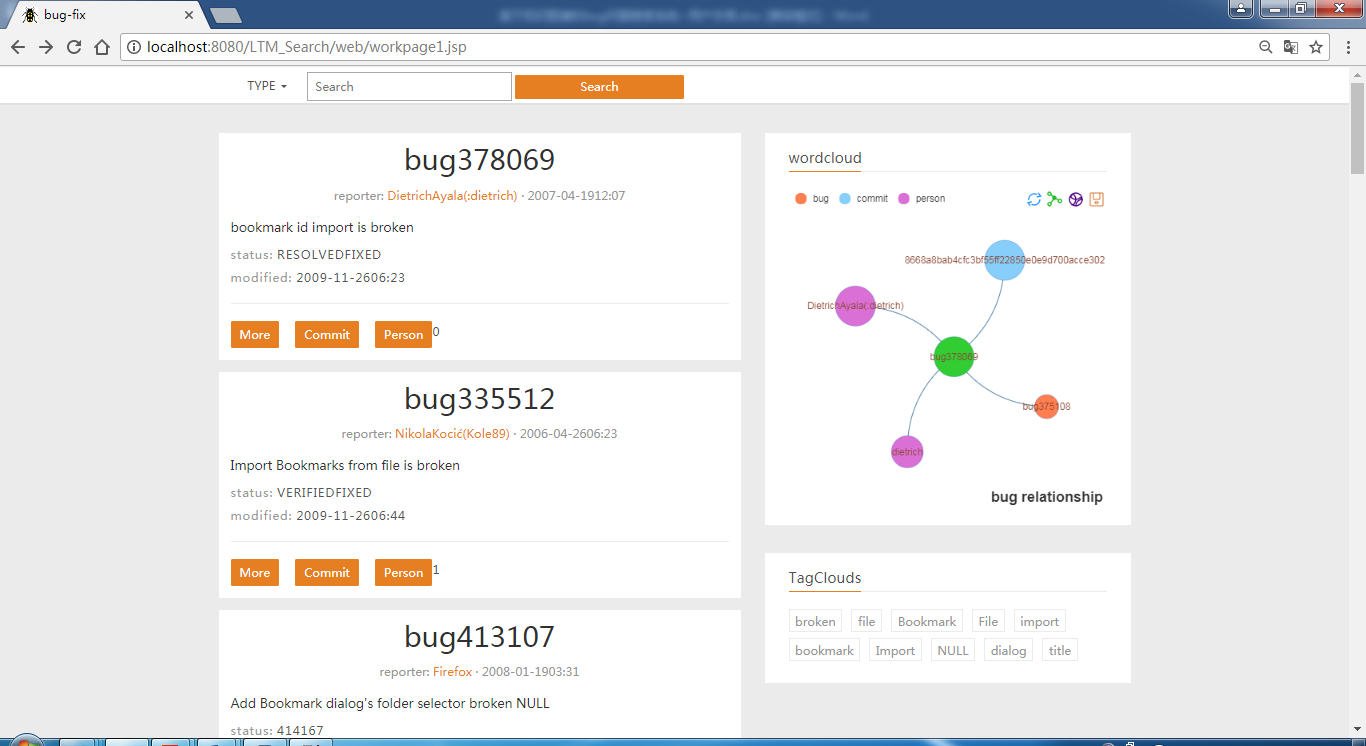 bug-fix
localhost:8080/LTM_Search/web/workpage1.jsp
TYPE Search Search
bug378069
reporter: DietrichAyala(:dietrich) · 2007-04-1912:07
bookmark id import is broken
status: RESOLVEDFIXED
modified: 2009-11-2606:23
More Commit Person 0
bug335512
reporter: NikolaKocić(Kole89) · 2006-04-2606:23
Import Bookmarks from file is broken
status: VERIFIEDFIXED
modified: 2009-11-2606:44
More Commit Person 1
bug413107
reporter: Firefox · 2008-01-1903:31
Add Bookmark dialog's folder selector broken NULL
status: 414167
wordcloud
bug commit person
8668a8bab4cfc3bf55ff22850e0e9d700acce302
DietrichAyala(:dietrich)
bug378069
bug375108
dietrich
bug relationship
TagClouds
broken file Bookmark File import
bookmark Import NULL dialog title